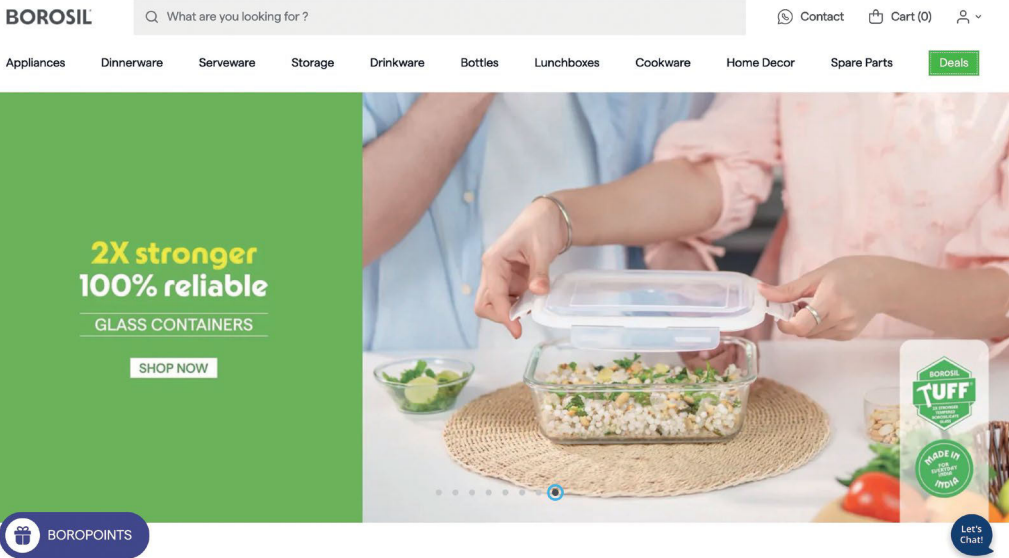 BOROSIL
What are you looking for ?
Contact
Cart (0)
Appliances
Dinnerware
Serveware
Storage
Drinkware
Bottles
Lunchboxes
Cookware
Home Decor
Spare Parts
Deals
2X stronger
100% reliable
GLASS CONTAINERS
SHOP NOW
BOROSIL
TUFF
MADE IN
FOR
EVERYDAY
INDIA
BOROPOINTS
Let's
Chat!